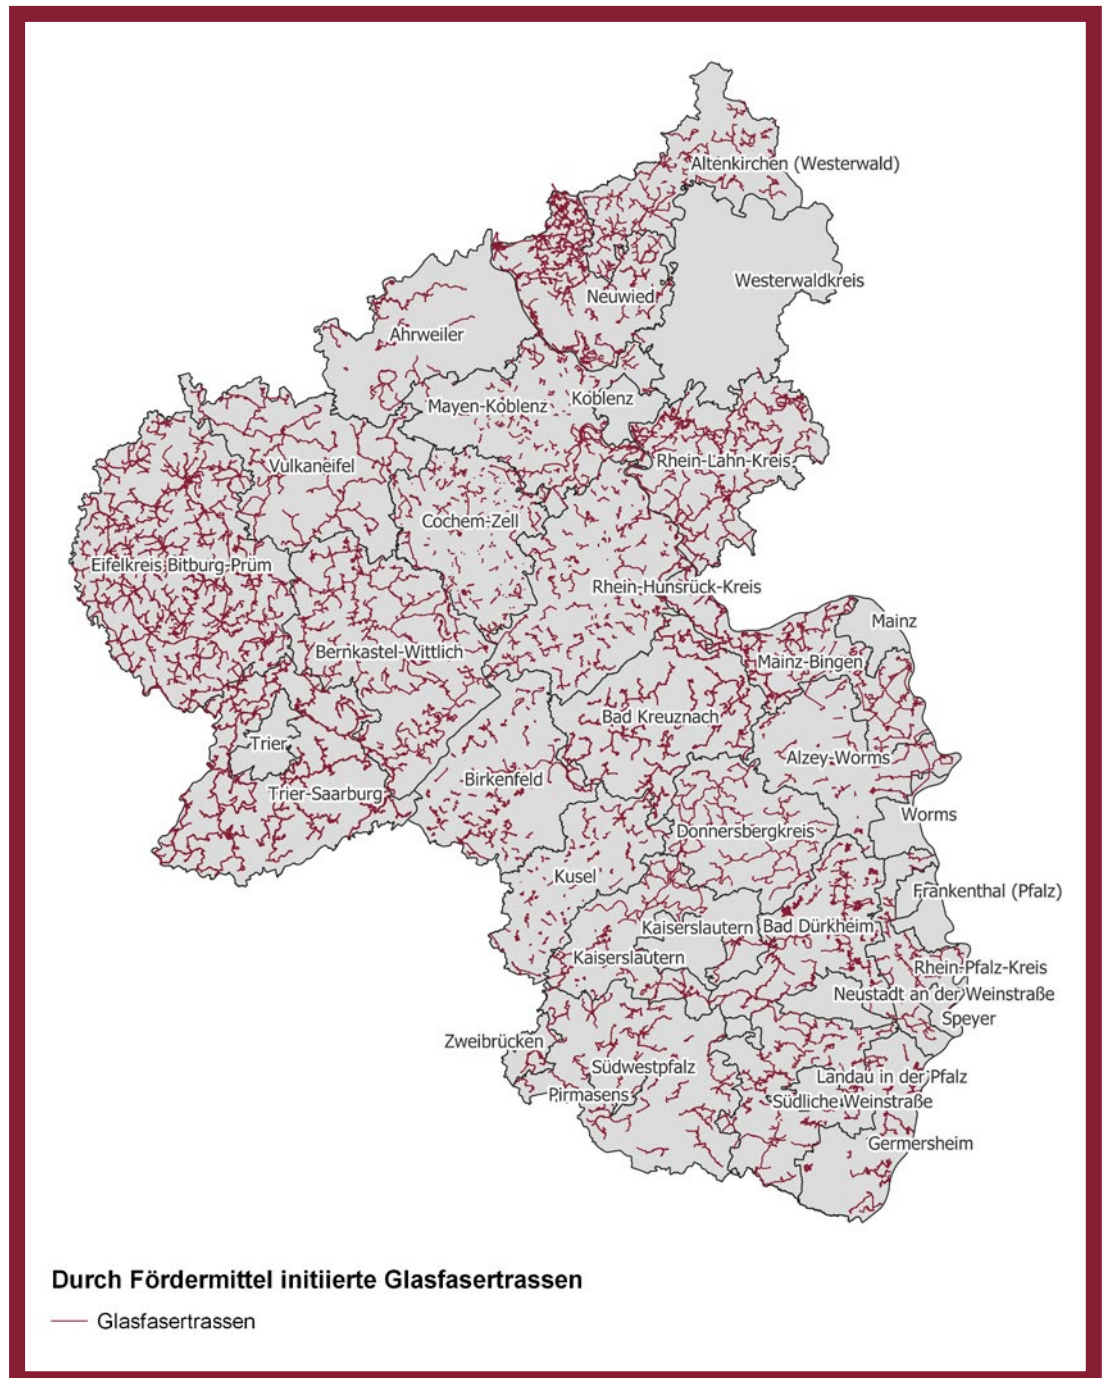 Altenkirchen (Westerwald)
Westerwaldkreis
Neuwied
Ahrweiler
Koblenz
Mayen-Koblenz
Rhein-Lahn-Kreis
Vulkaneifel
Cochem-Zell
Eifelkreis Bitburg-Prüm
Rhein-Hunsrück-Kreis
Mainz
Bernkastel-Wittlich
Mainz-Bingen
Bad Kreuznach
Trier
Alzey-Worms
Birkenfeld
Trier-Saarburg
Worms
Donnersbergkreis
Kusel
Frankenthal (Pfalz)
Kaiserslautern
Bad Dürkheim
Kaiserslautern
Rhein-Pfalz-Kreis
Neustadt an der Weinstraße
Speyer
Zweibrücken
Südwestpfalz
Landau in der Pfalz
Pirmasens
Südliche Weinstraße
Germersheim
Durch Fördermittel initiierte Glasfasertrassen
Glasfasertrassen